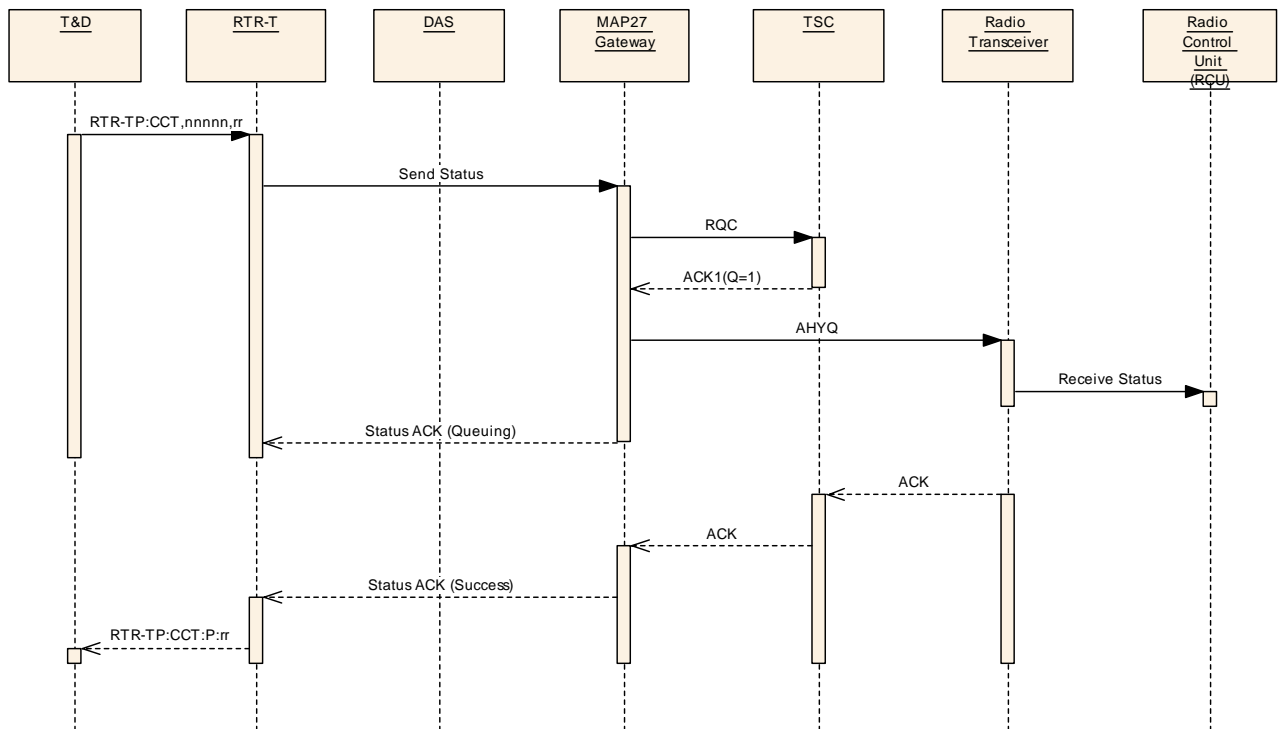 T&D
RTR-T
DAS
MAP27
Gateway
TSC
Radio
Transceiver
Radio
Control
Unit
(RCU)
RTR-TP:CCT,nnnnn,rr
Send Status
RQC
ACK1(Q=1)
AHYQ
Receive Status
Status ACK (Queuing)
ACK
ACK
Status ACK (Success)
RTR-TP:CCT:P:rr